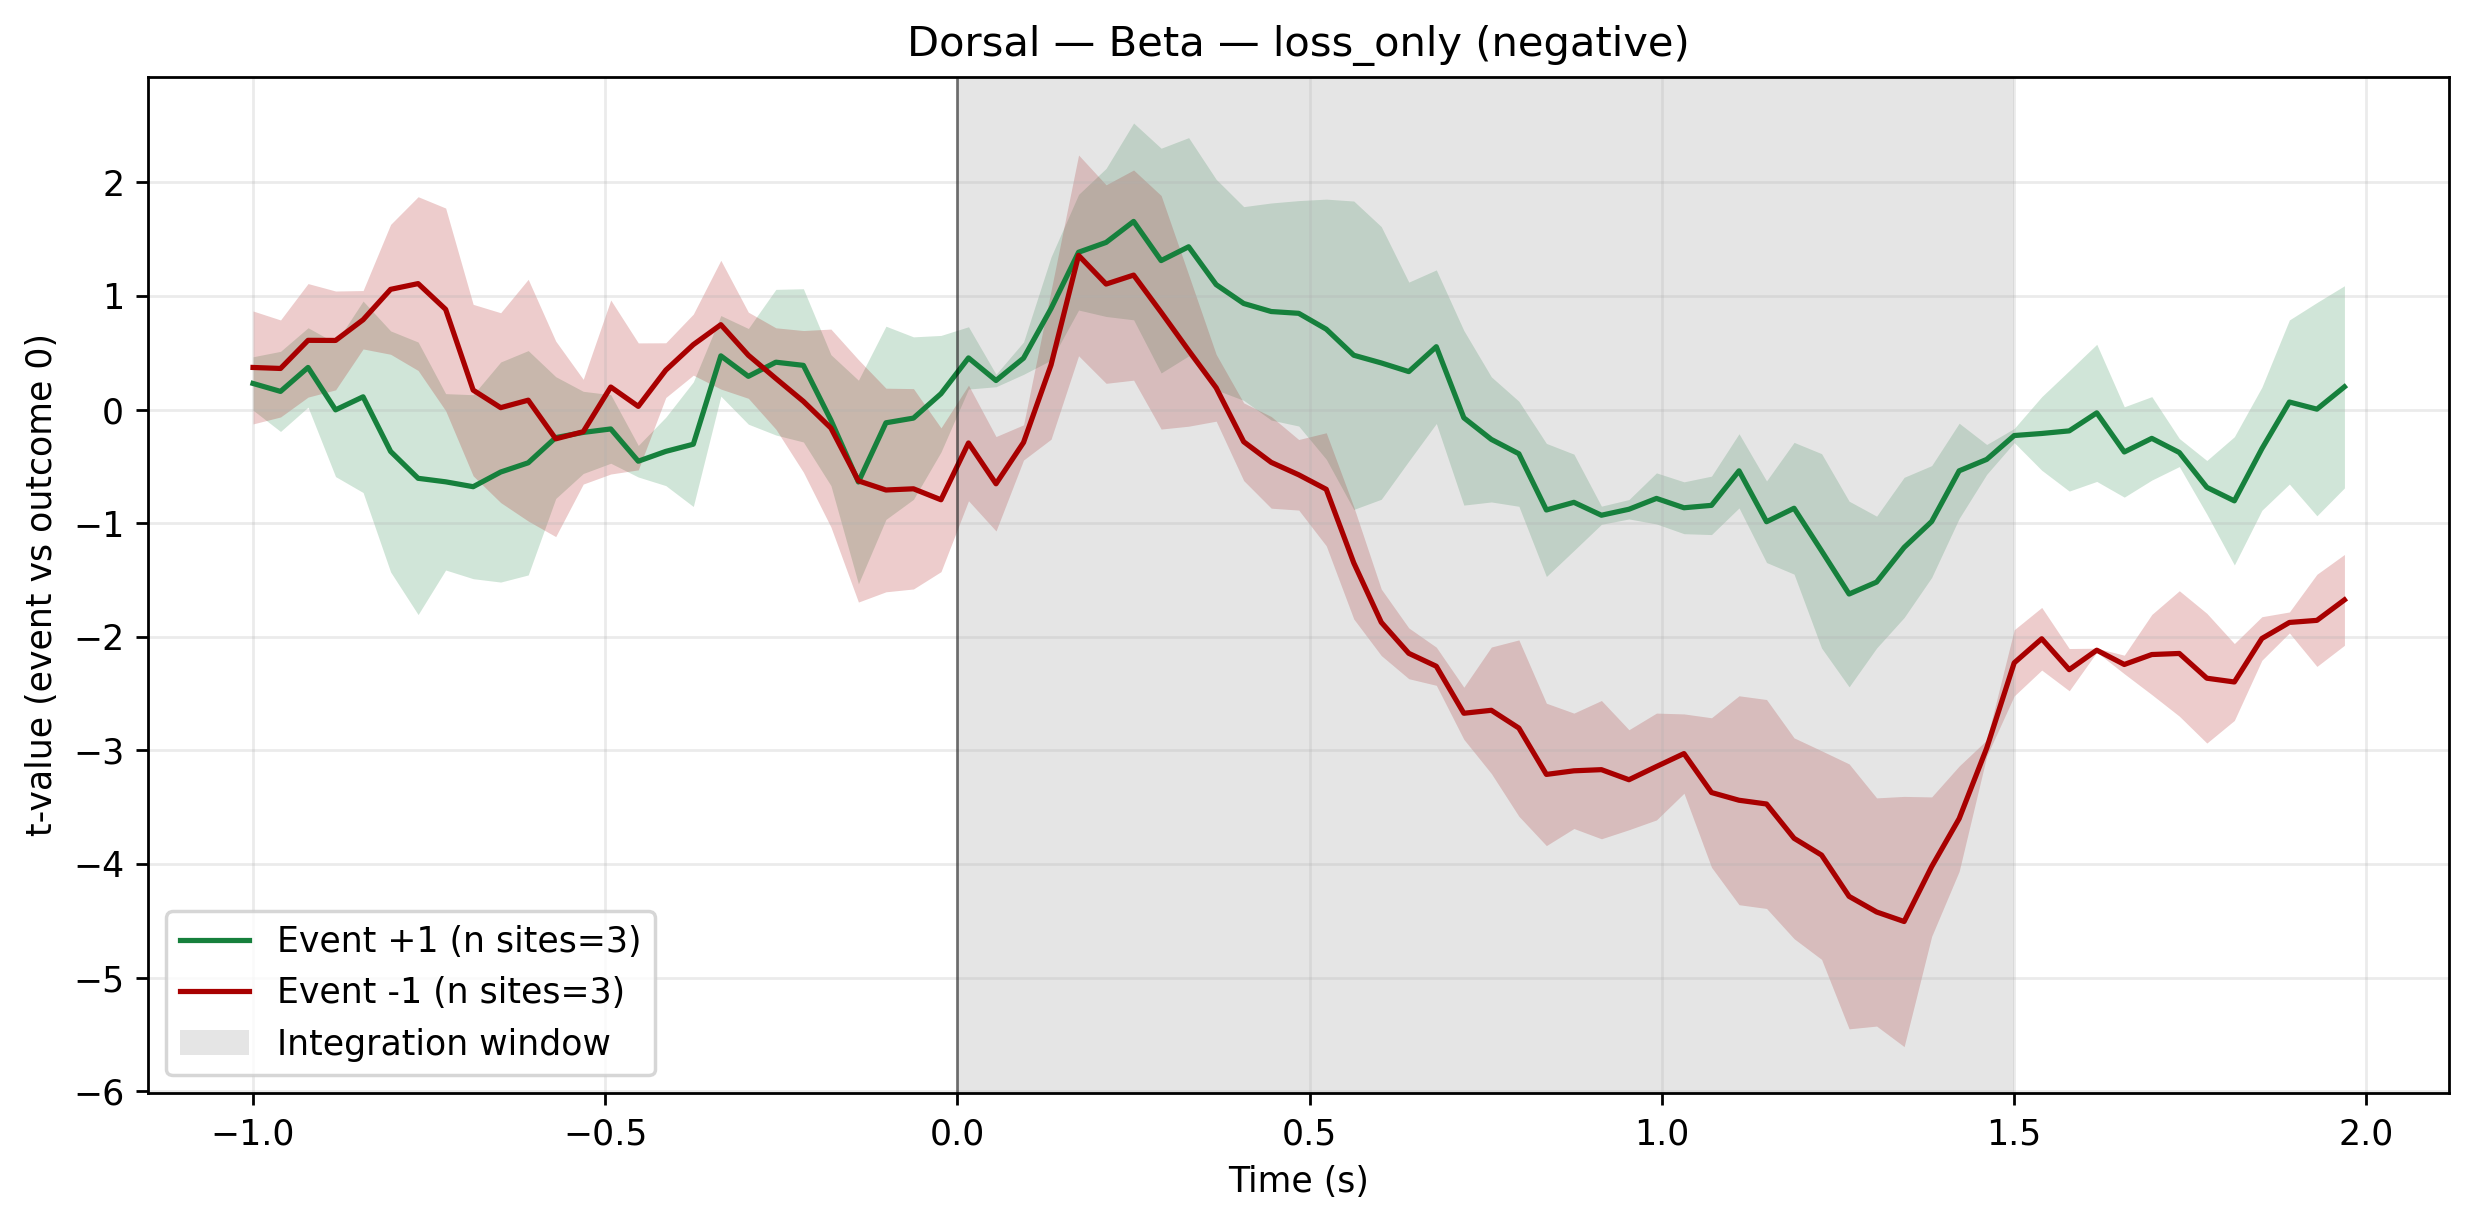 Dorsal — Beta — loss_only (negative)
t-value (event vs outcome 0)
2
1
0
−1
−2
−3
−4
−5
−6
Event +1 (n sites=3)
Event -1 (n sites=3)
Integration window
−1.0 −0.5 0.0 0.5 1.0 1.5 2.0
Time (s)